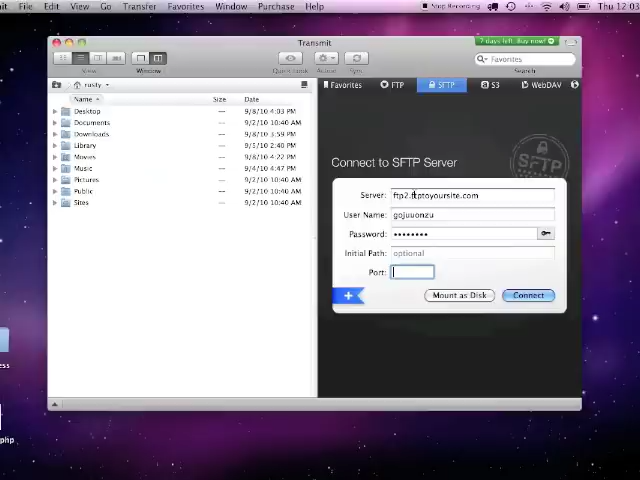 File Edit View Go Transfer Favorites Window Purchase Help Stop Recording Thu 12:03
Transmit
7 days left. Buy now!
View Window Quick Look Action Sync Search
Favorites
rusty
Favorites FTP SFTP S3 WebDAV
Name Size Date
Desktop — 9/8/10 4:03 PM
Documents — 9/2/10 10:40 AM
Downloads — 9/8/10 3:59 PM
Library — 9/5/10 2:40 PM
Movies — 9/8/10 4:22 PM
Music — 9/4/10 4:47 PM
Pictures — 9/2/10 10:40 AM
Public — 9/2/10 10:40 AM
Sites — 9/2/10 10:40 AM
Connect to SFTP Server
SFTP
Server: ftp2.ftptoyoursite.com
User Name: gojuuonzu
Password: ••••••••
Initial Path: optional
Port:
Mount as Disk Connect